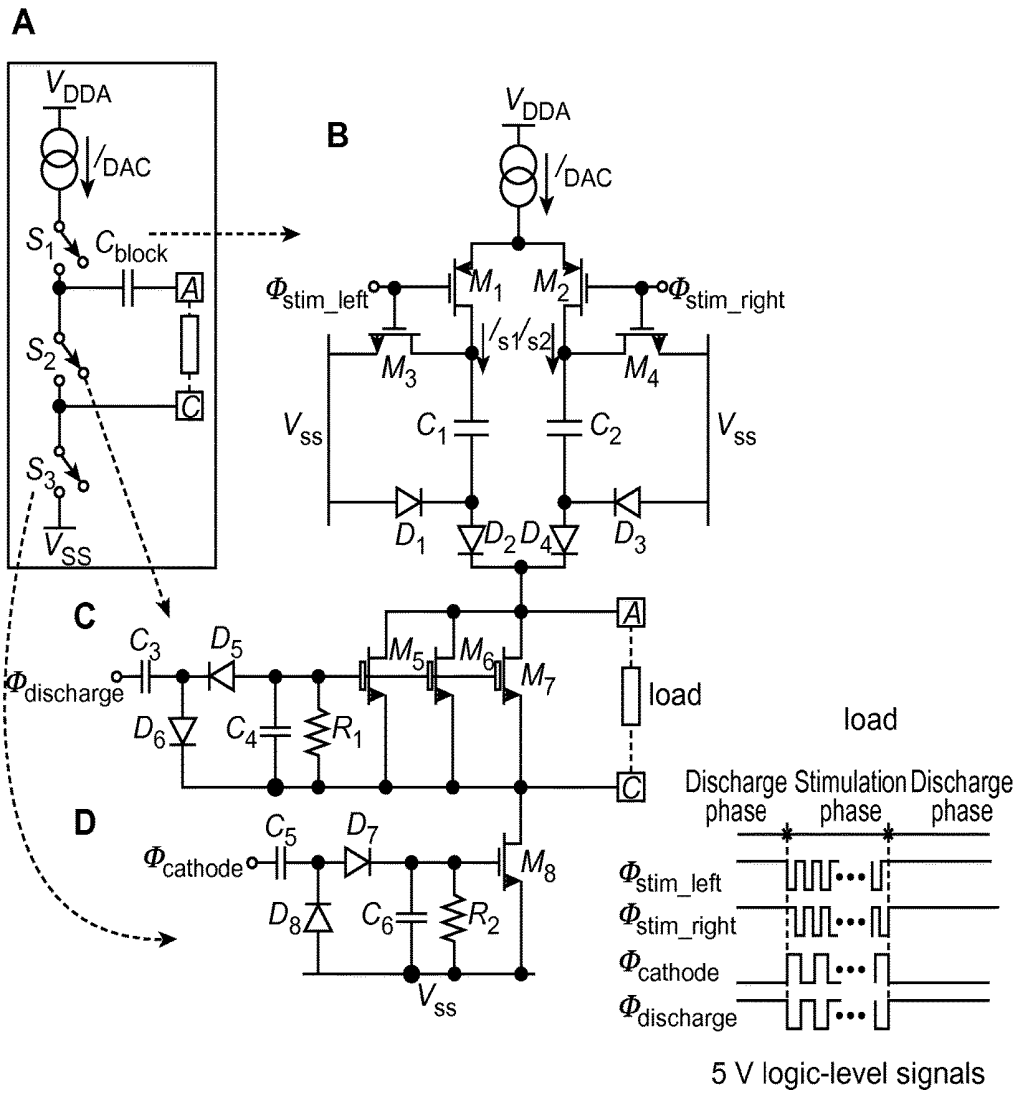 A
V_DDA
I_DAC
S_1
C_block
A
S_2
C
S_3
V_SS
B
V_DDA
I_DAC
Φ_stim_left
M_1
M_2
Φ_stim_right
M_3
I_s1
I_s2
M_4
V_ss
C_1
C_2
V_ss
D_1
D_2
D_4
D_3
C
A
C_3
D_5
M_5
M_6
M_7
Φ_discharge
D_6
C_4
R_1
load
C
D
C_5
D_7
Φ_cathode
M_8
D_8
C_6
R_2
V_ss
load
Discharge phase
Stimulation phase
Discharge phase
Φ_stim_left
Φ_stim_right
Φ_cathode
Φ_discharge
5 V logic-level signals